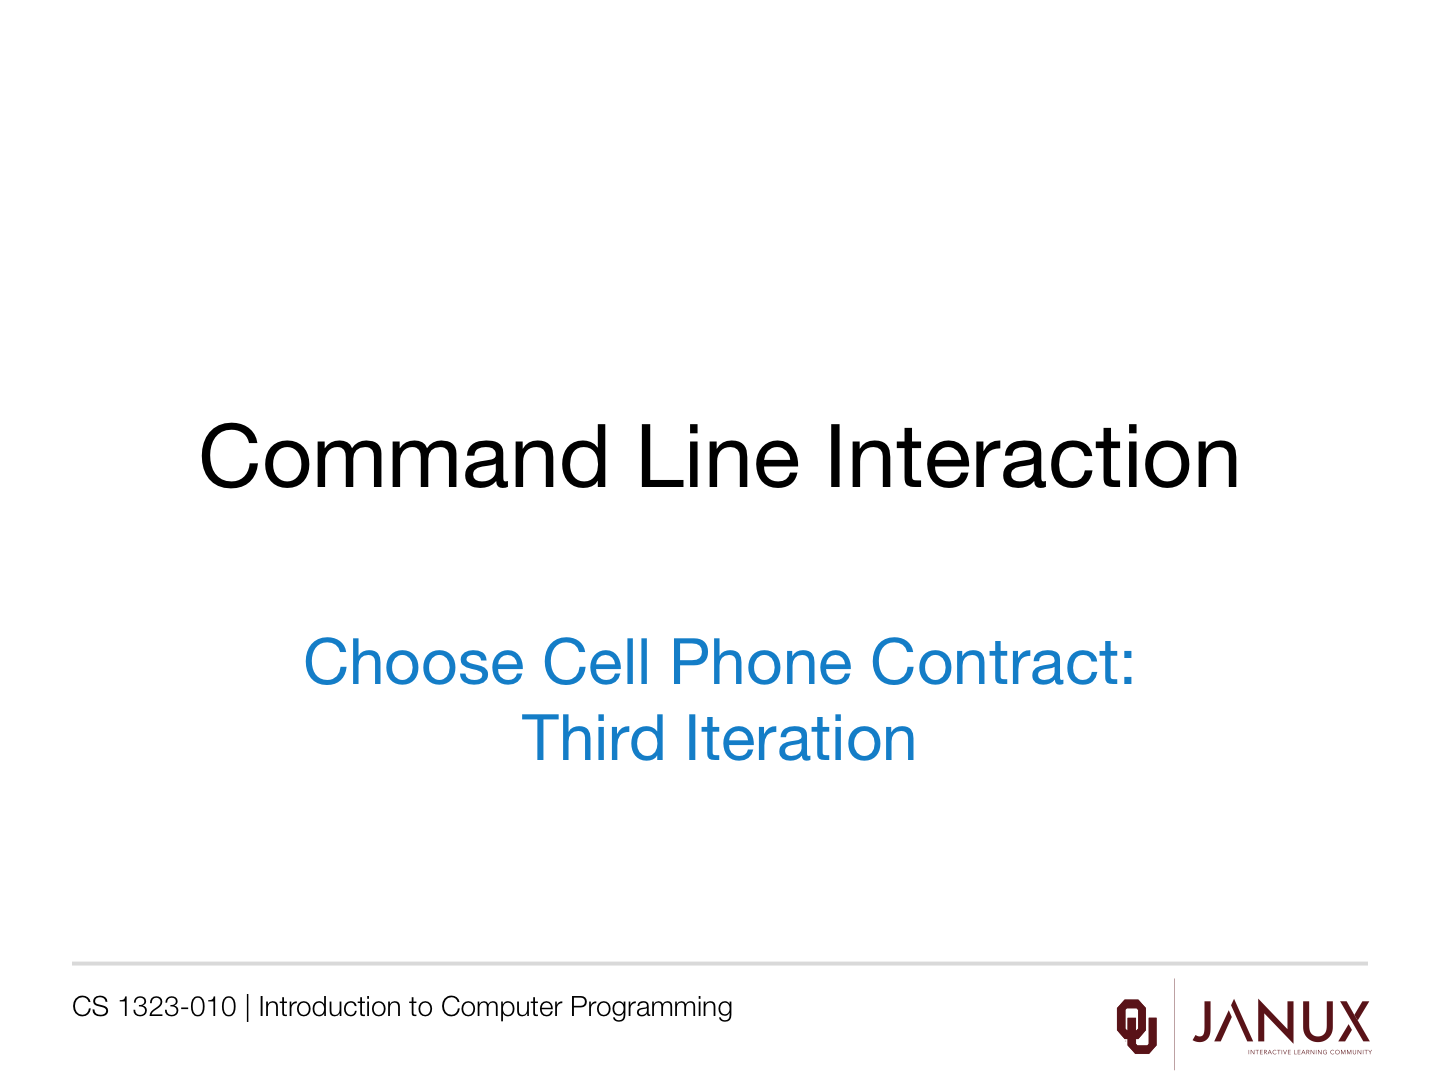 Command Line Interaction
Choose Cell Phone Contract:
Third Iteration
CS 1323-010 | Introduction to Computer Programming
OU
JANUX
INTERACTIVE LEARNING COMMUNITY